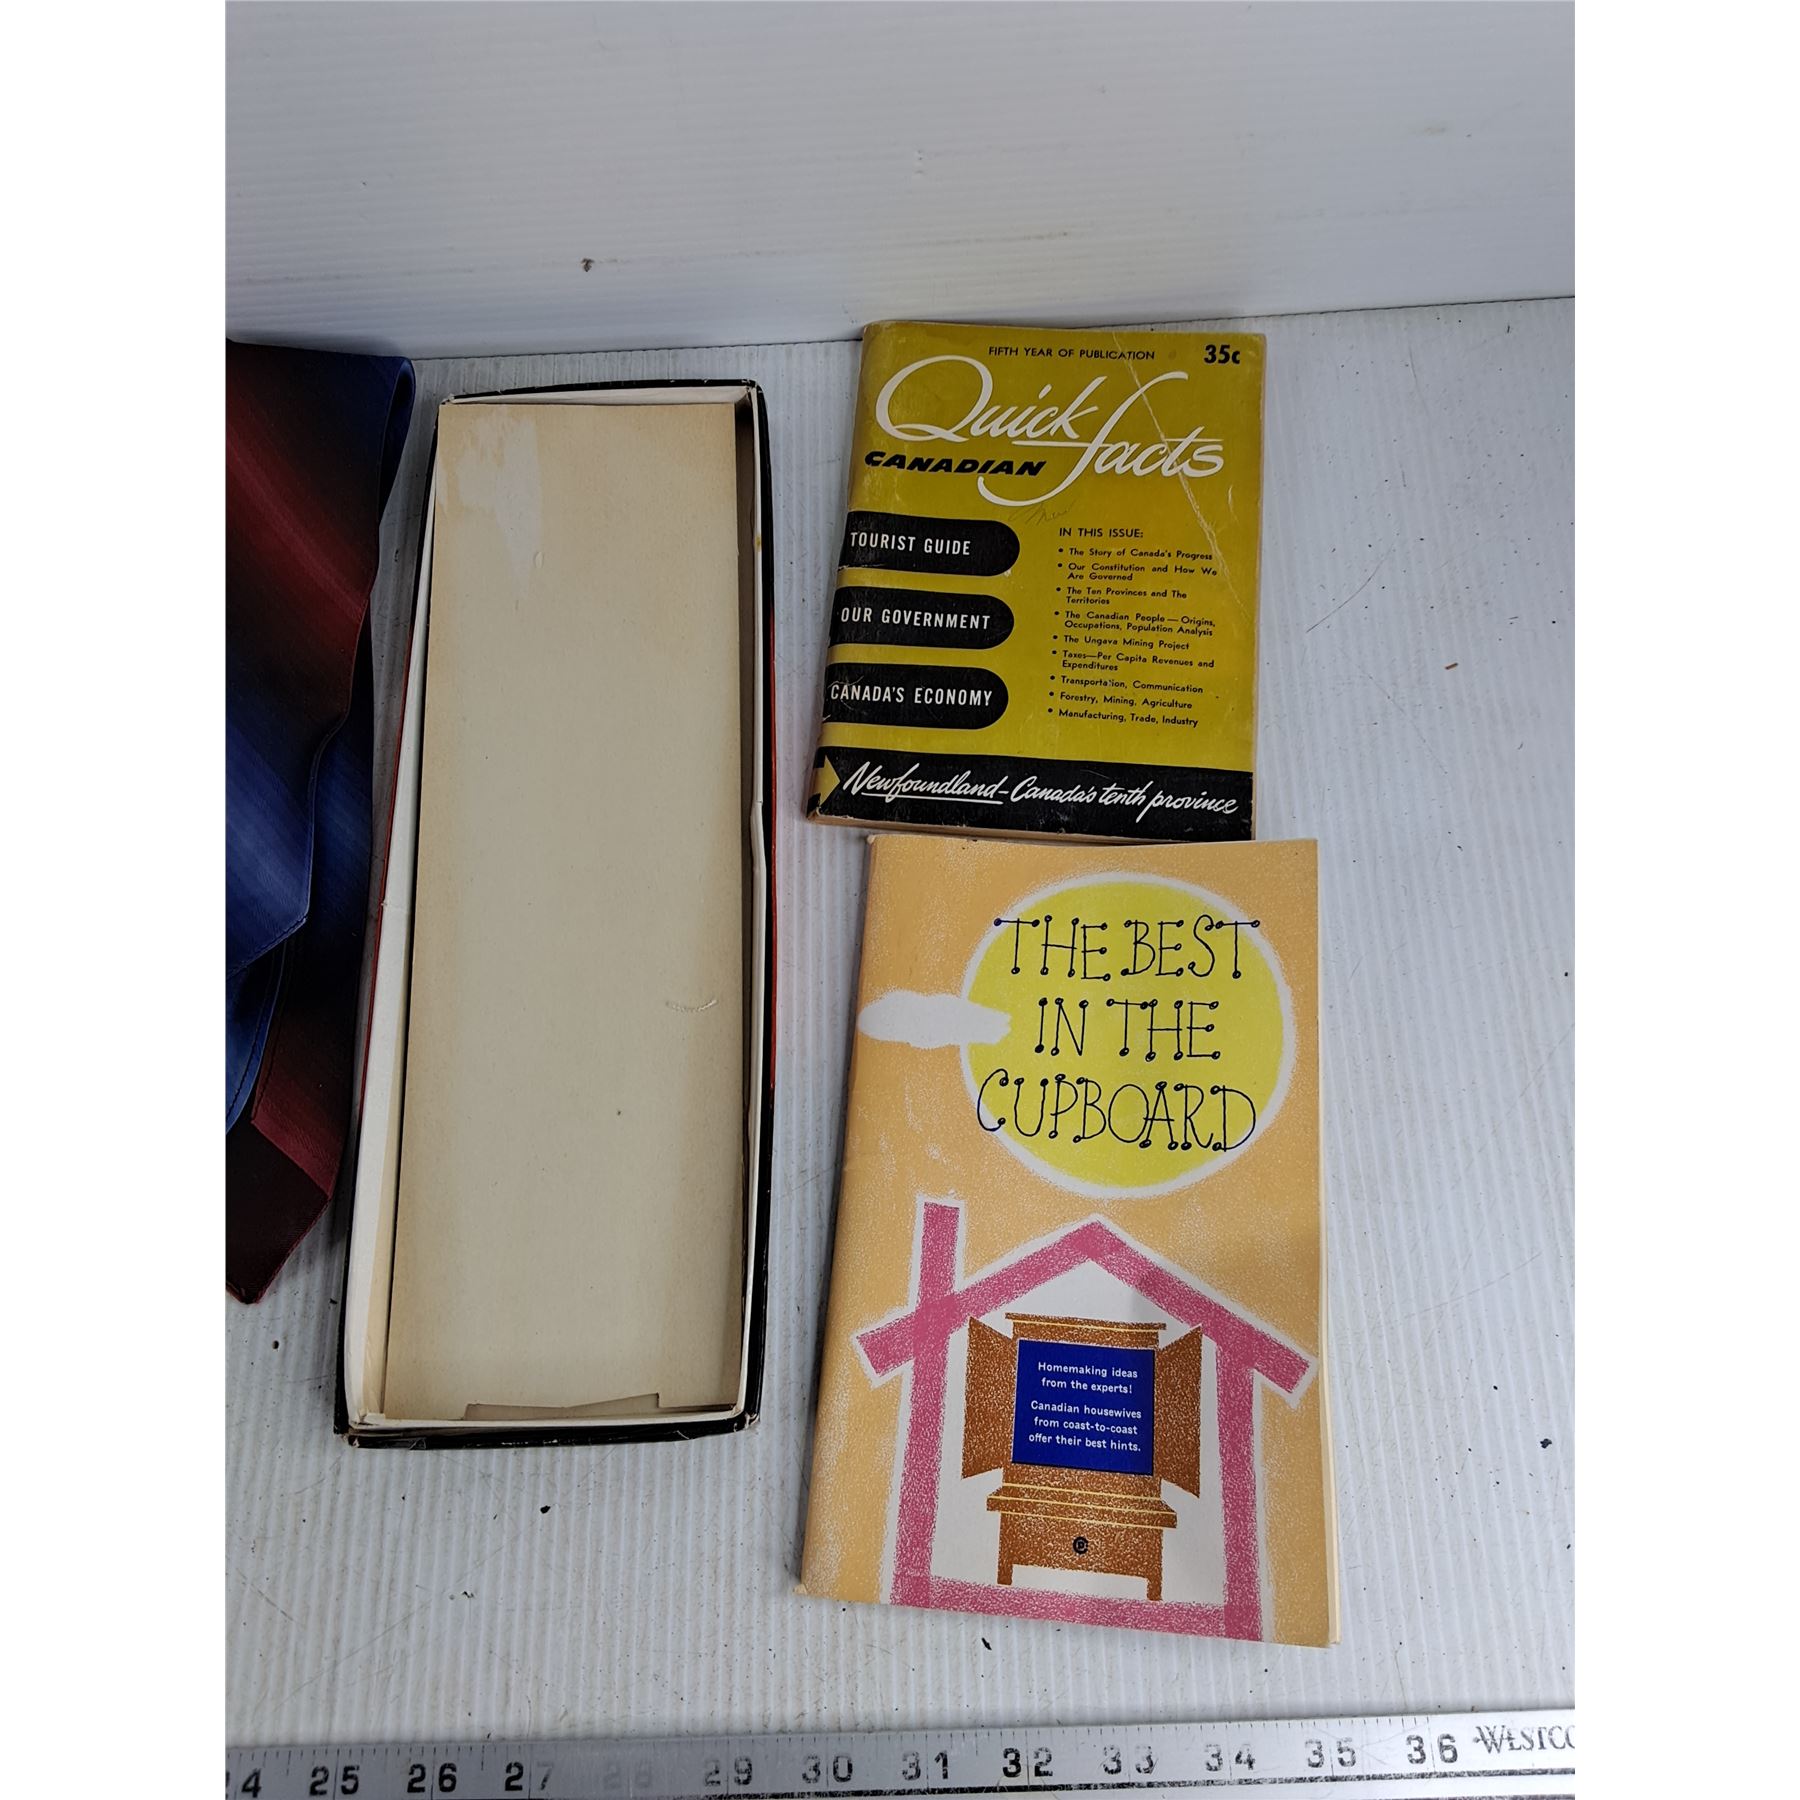 FIFTH YEAR OF PUBLICATION
35c
Quick
CANADIAN facts
TOURIST GUIDE
OUR GOVERNMENT
CANADA'S ECONOMY
IN THIS ISSUE:
• The Story of Canada's Progress
• Our Constitution and How We
Are Governed
• The Ten Provinces and The
Territories
• The Canadian People — Origins,
Occupations, Population Analysis
• The Ungava Mining Project
• Taxes—Per Capita Revenues and
Expenditures
• Transportation, Communication
• Forestry, Mining, Agriculture
• Manufacturing, Trade, Industry
Newfoundland - Canada's tenth province
THE BEST
IN THE
CUPBOARD
Homemaking ideas
from the experts!
Canadian housewives
from coast-to-coast
offer their best hints.
4 25 26 27 28 29 30 31 32 33 34 35 36 WESTCO